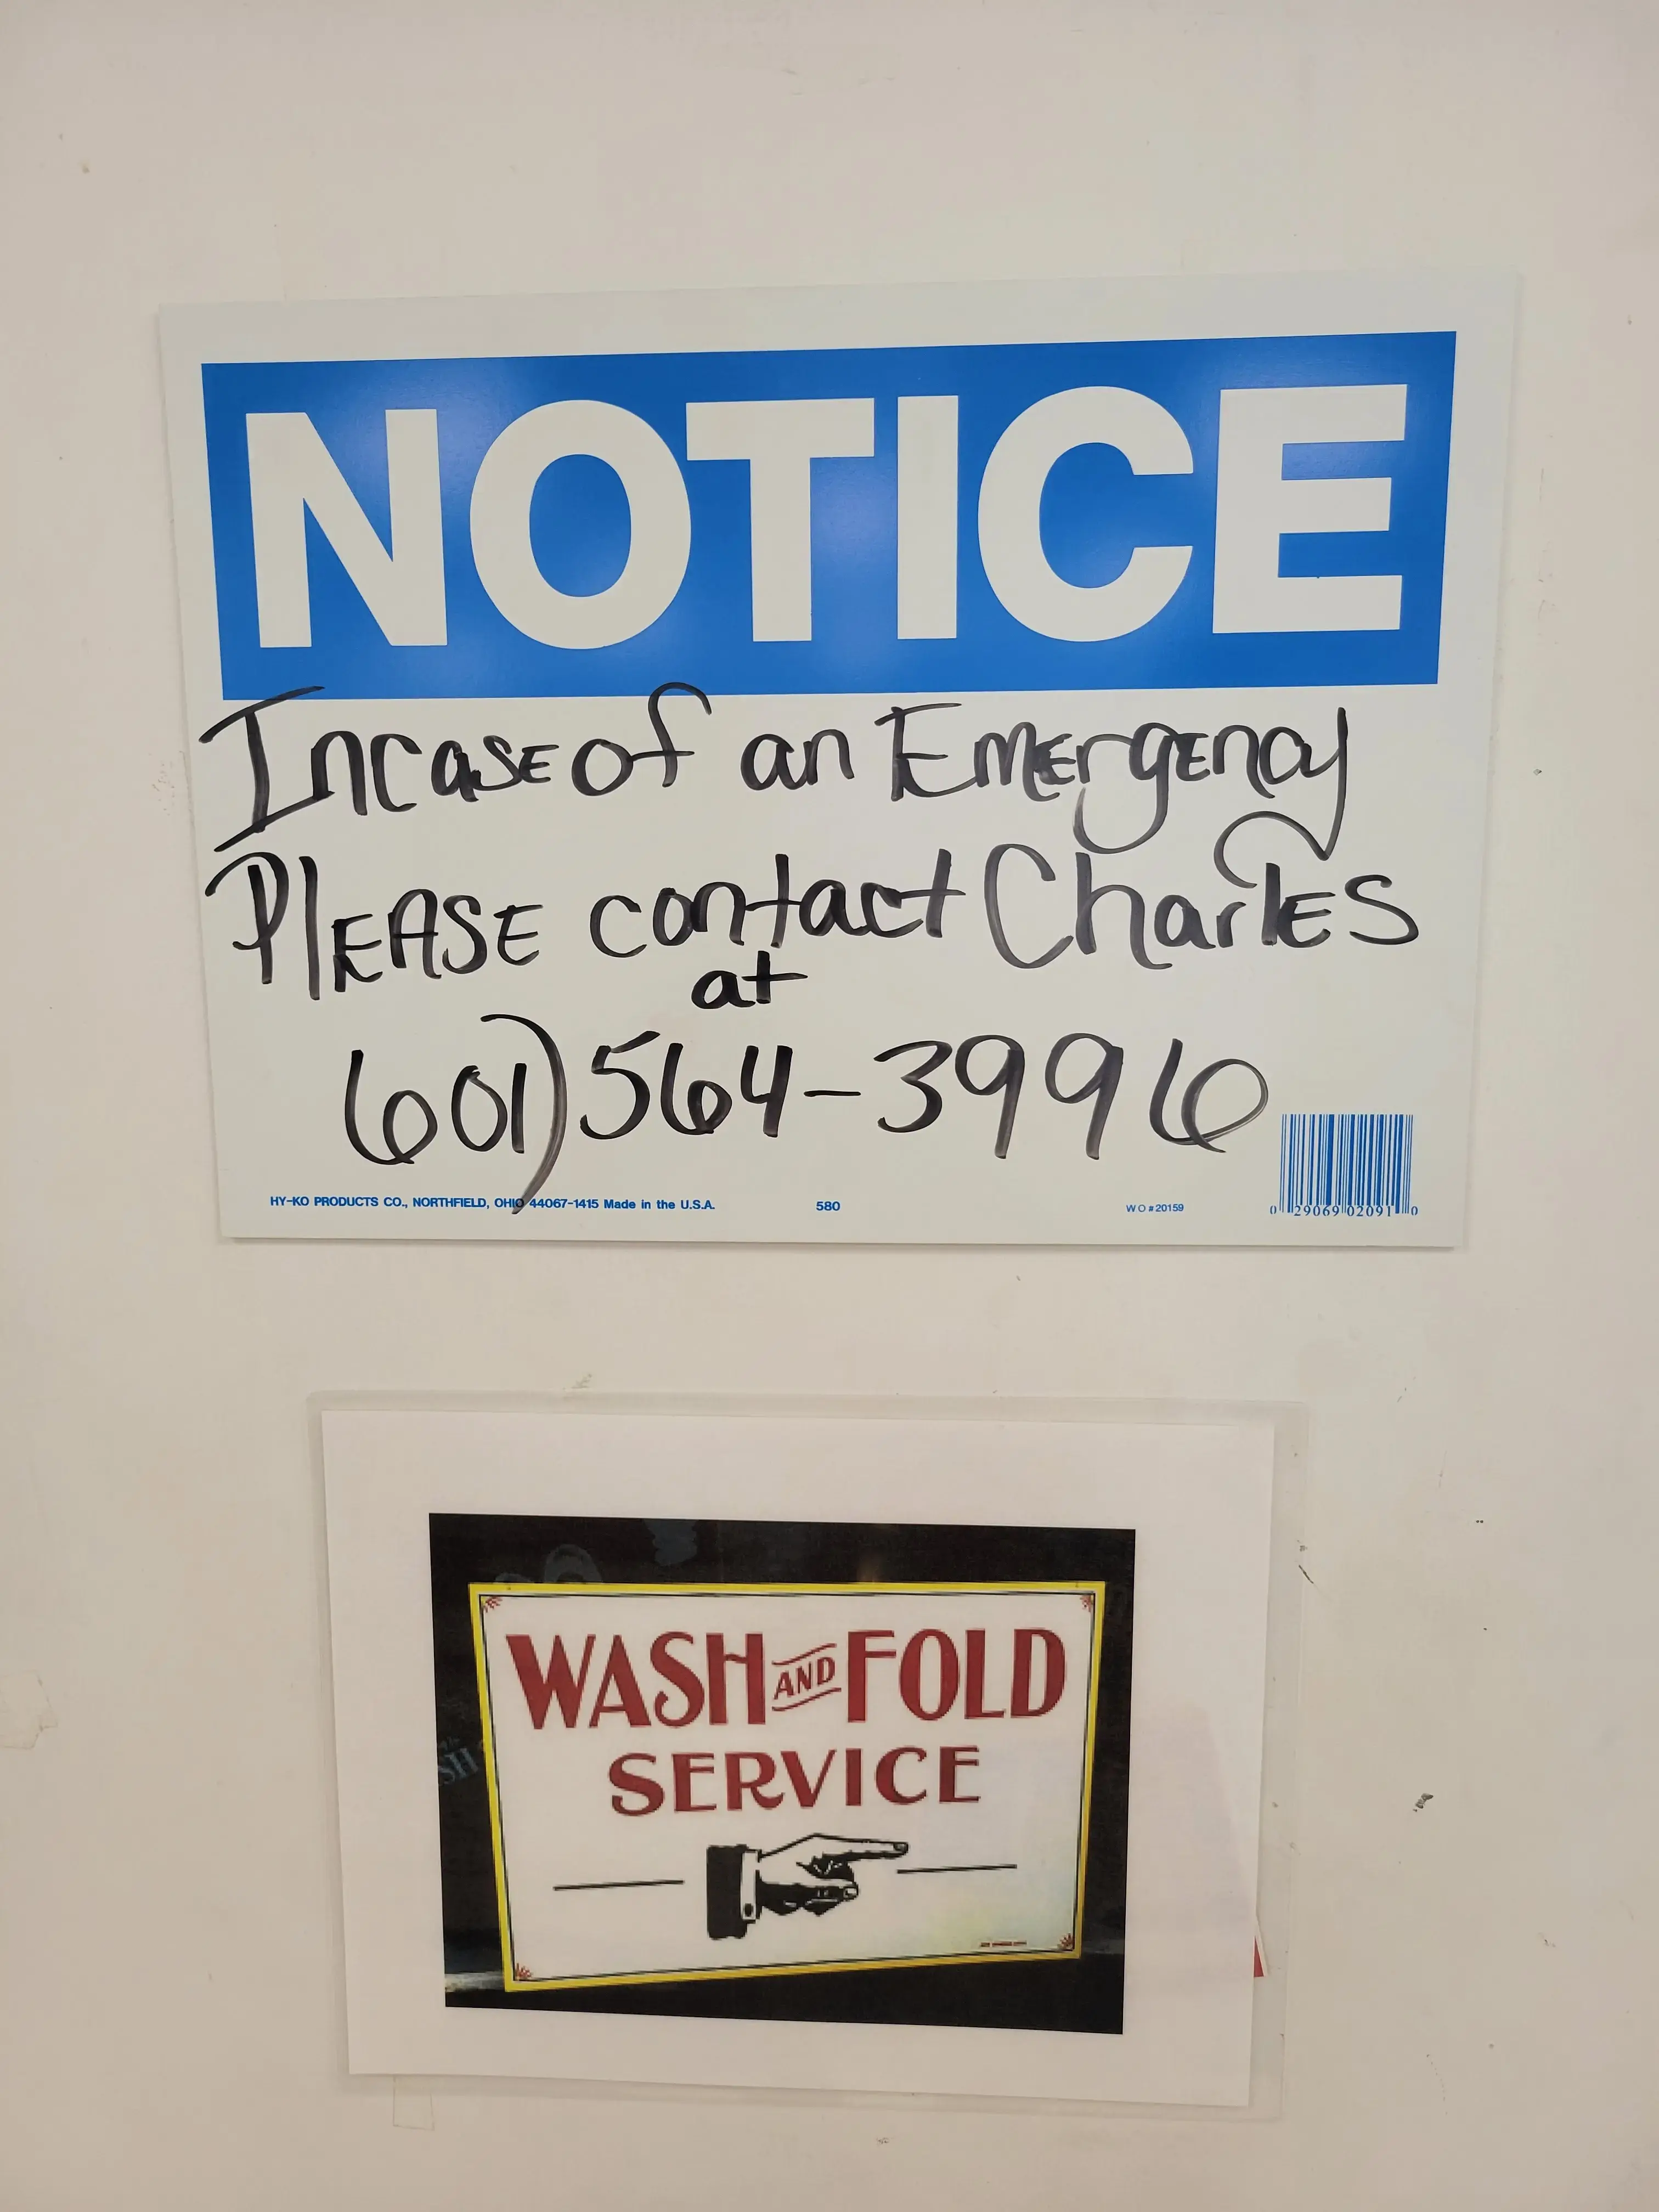 NOTICE
Incase of an Emergency
Please contact Charles
at
601) 564-3996
HY-KO PRODUCTS CO., NORTHFIELD, OHIO 44067-1415 Made in the U.S.A. 580 WO#20159
0 29069 02091 0
WASH AND FOLD
SERVICE